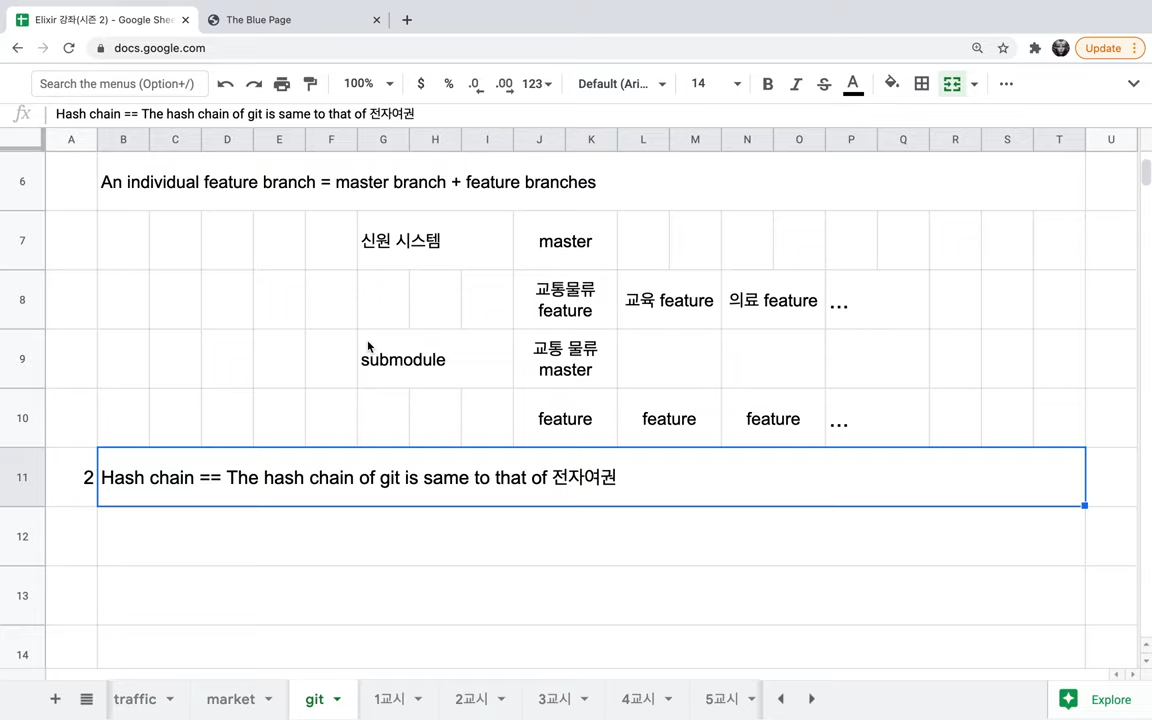 Elixir 강좌(시즌 2) - Google Shee
The Blue Page
docs.google.com
Update
Search the menus (Option+/)
100%
$
%
.0
.00
123
Default (Ari...
14
B
I
S
A
fx
Hash chain == The hash chain of git is same to that of 전자여권
A B C D E F G H I J K L M N O P Q R S T U
6 An individual feature branch = master branch + feature branches
7 신원 시스템 master
8 교통물류 feature 교육 feature 의료 feature ...
9 submodule 교통 물류 master
10 feature feature feature ...
11 2 Hash chain == The hash chain of git is same to that of 전자여권
12
13
14
traffic market git 1교시 2교시 3교시 4교시 5교시 Explore